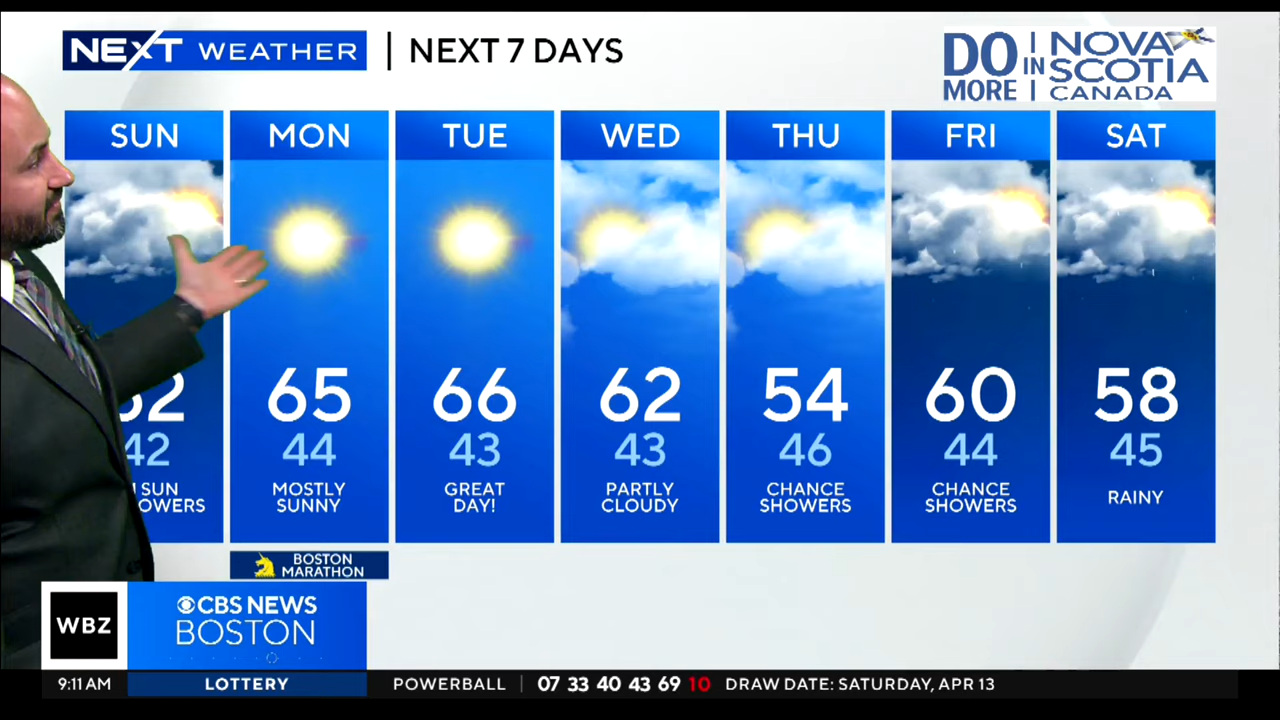 NEXT WEATHER | NEXT 7 DAYS
DO MORE IN NOVA SCOTIA CANADA
SUN MON TUE WED THU FRI SAT
65 66 62 54 60 58
42 44 43 43 46 44 45
SUN
MOSTLY
SUNNY
GREAT
DAY!
PARTLY
CLOUDY
CHANCE
SHOWERS
CHANCE
SHOWERS
RAINY
BOSTON
MARATHON
WBZ
CBS NEWS
BOSTON
9:11 AM LOTTERY POWERBALL | 07 33 40 43 69 10 DRAW DATE: SATURDAY, APR 13